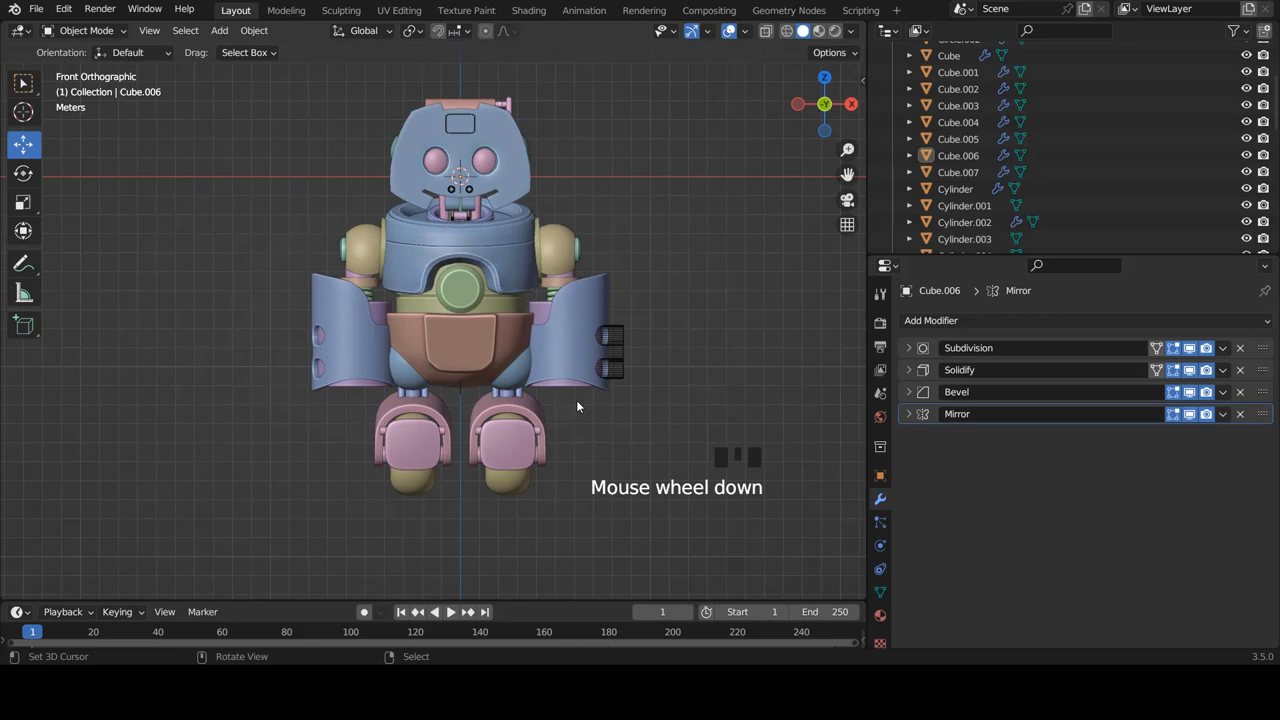 File Edit Render Window Help Layout Modeling Sculpting UV Editing Texture Paint Shading Animation Rendering Compositing Geometry Nodes Scripting + Scene ViewLayer
Object Mode View Select Add Object Global
Orientation: Default Drag: Select Box Options
Front Orthographic
(1) Collection | Cube.006
Meters
Z
X
-Y
Cube
Cube.001
Cube.002
Cube.003
Cube.004
Cube.005
Cube.006
Cube.007
Cylinder
Cylinder.001
Cylinder.002
Cylinder.003
Cube.006 > Mirror
Add Modifier
Subdivision
Solidify
Bevel
Mirror
Mouse wheel down
Playback Keying View Marker 1 Start 1 End 250
1 20 40 60 80 100 120 140 160 180 200 220 240
Set 3D Cursor Rotate View Select 3.5.0